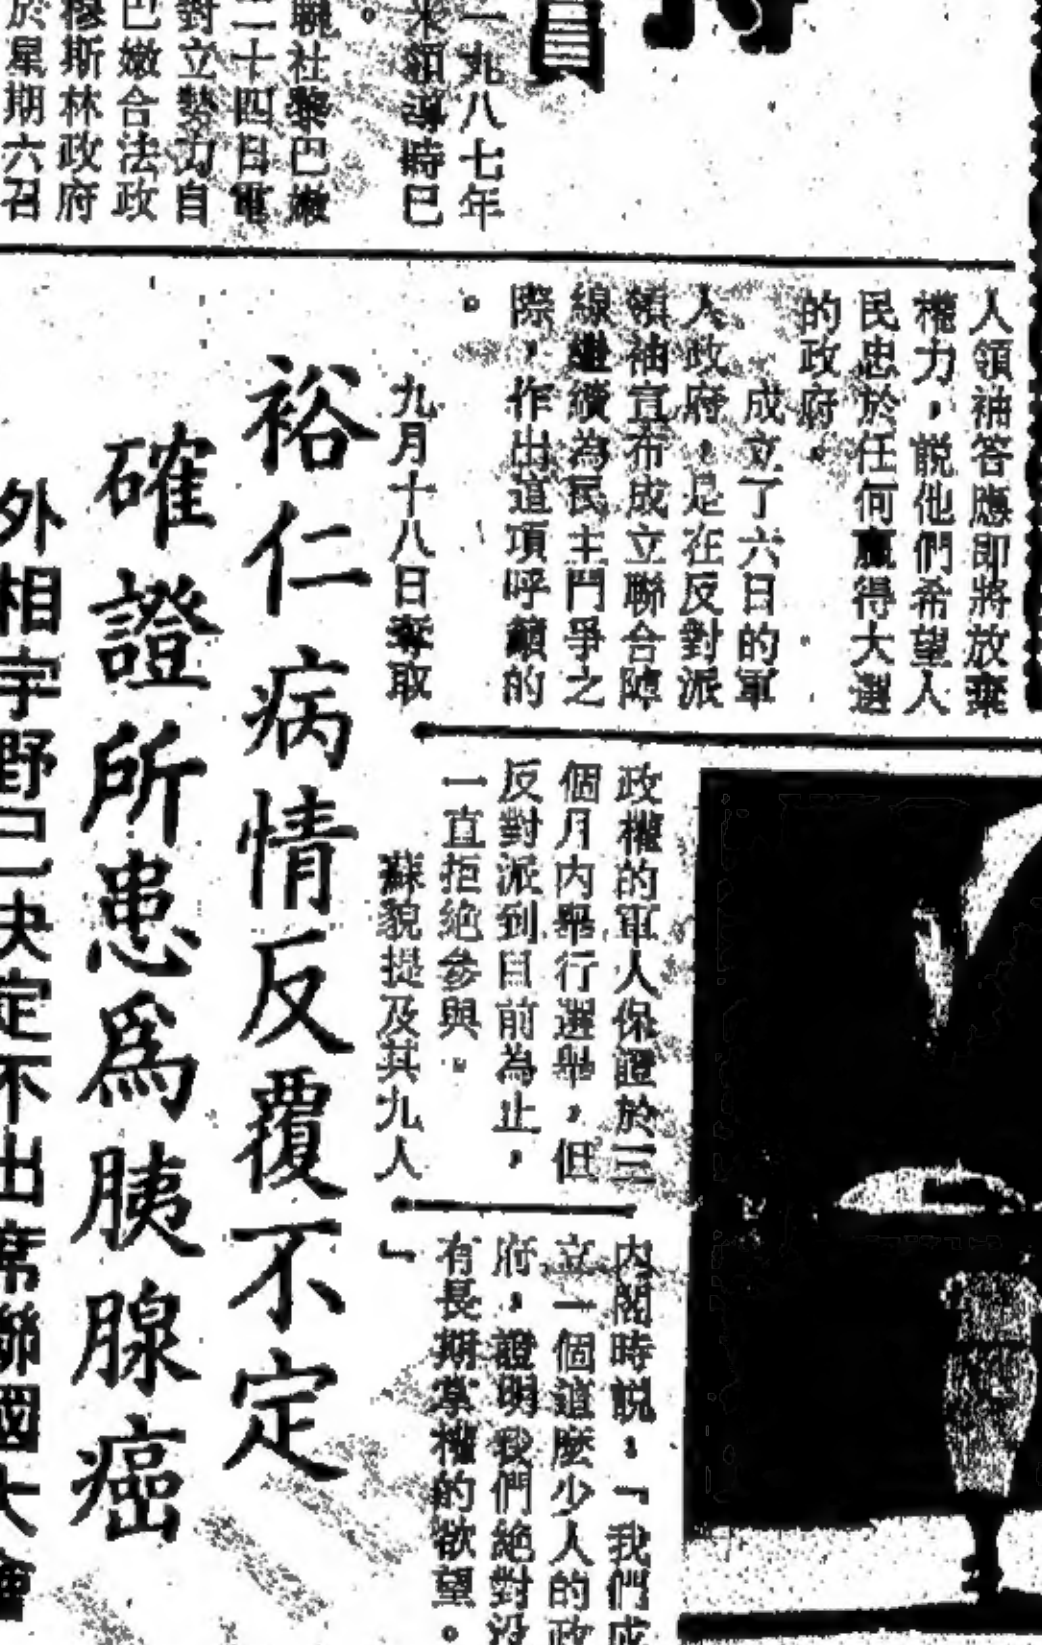 一九八七年
米領導時巴
。
聽社黎巴嫩
二十四日電
對立勢力自
巴嫩合法政
穆斯林政府
於星期六召
人領袖答應即將放棄
權力，說他們希望人
民忠於任何贏得大選
的政府。
成立了六日的軍
人政府，是在反對派
領袖宣布成立聯合陣
線繼續為民主鬥爭之
際，作出這項呼籲的
。
九月十八日奪取
政權的軍人保證於三
個月內舉行選舉，但
反對派到目前為止，
一直拒絕參與。
蘇貌提及其九人
內閣時說：「我們成
立一個這麼少人的政
府，證明我們絕對沒
有長期掌權的欲望。
」
裕仁病情反覆不定
確證所患爲胰腺癌
外相宇野已決定不出席聯國大會